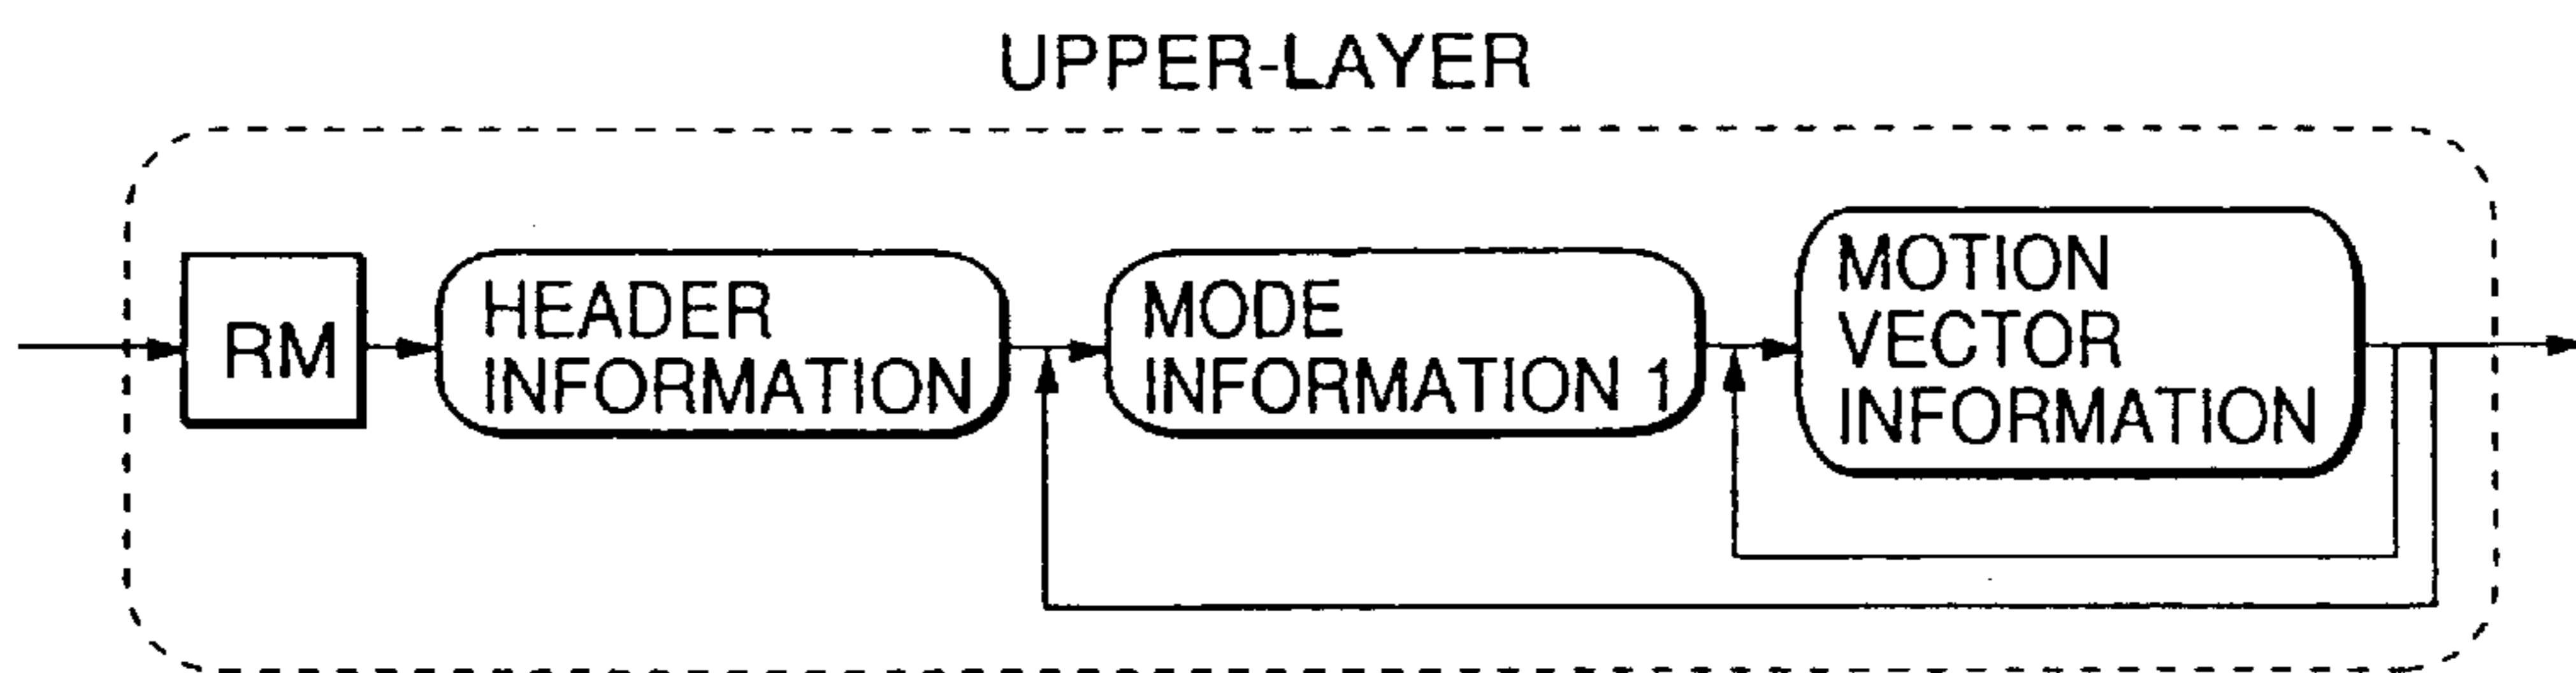 UPPER-LAYER
RM
HEADER
INFORMATION
MODE
INFORMATION 1
MOTION
VECTOR
INFORMATION